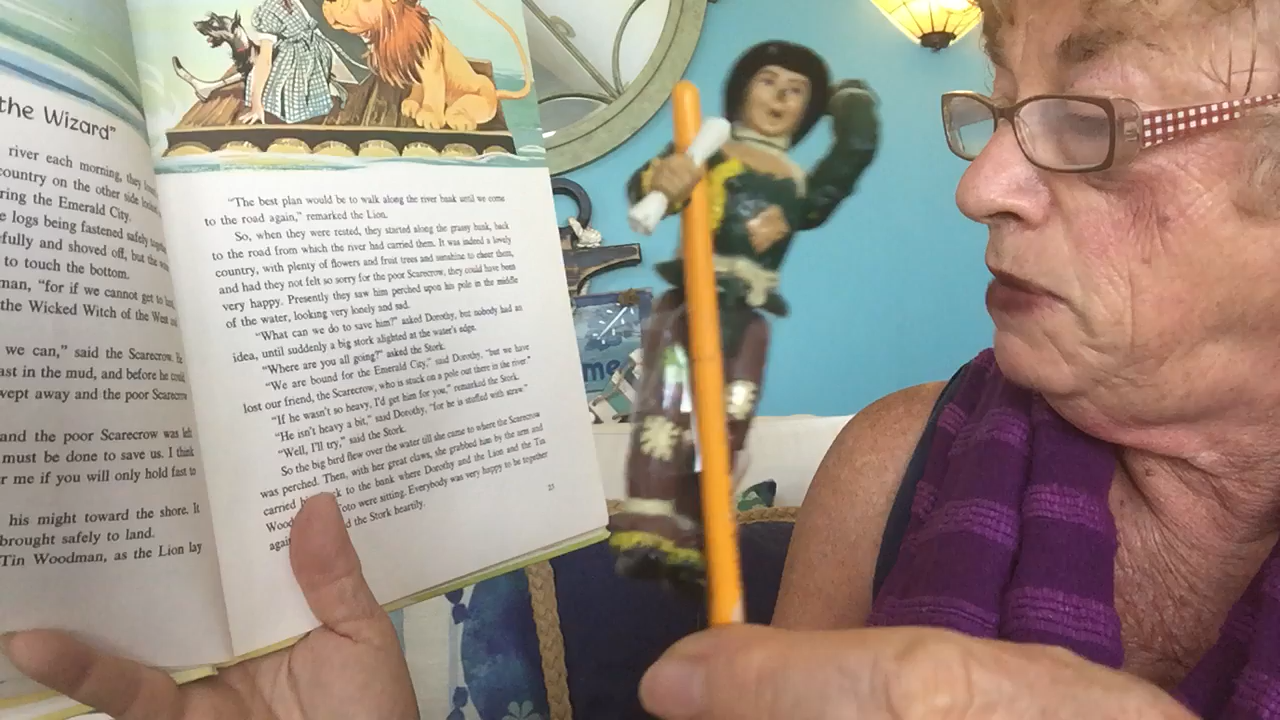 the Wizard"
river each morning, they
country on the other side
ring the Emerald City.
e logs being fastened safely
fully and shoved off, but the
to touch the bottom.
man, "for if we cannot get to
the Wicked Witch of the West
we can," said the Scarecrow.
ast in the mud, and before he could,
wept away and the poor Scarecrow
and the poor Scarecrow was left
must be done to save us. I think
r me if you will only hold fast to
his might toward the shore. It
brought safely to land.
Tin Woodman, as the Lion lay
"The best plan would be to walk along the river bank until we come
to the road again," remarked the Lion.
So, when they were rested, they started along the grassy bank, back
to the road from which the river had carried them. It was indeed a lovely
country, with plenty of flowers and fruit trees and sunshine to cheer them,
and had they not felt so sorry for the poor Scarecrow, they could have been
very happy. Presently they saw him perched upon his pole in the middle
of the water, looking very lonely and sad.
"What can we do to save him?" asked Dorothy, but nobody had an
idea, until suddenly a big stork alighted at the water's edge.
"Where are you all going?" asked the Stork.
"We are bound for the Emerald City," said Dorothy, "but we have
lost our friend, the Scarecrow, who is stuck on a pole out there in the river."
"If he wasn't so heavy, I'd get him for you," remarked the Stork.
"He isn't heavy a bit," said Dorothy, "for he is stuffed with straw."
"Well, I'll try," said the Stork.
So the big bird flew over the water till she came to where the Scarecrow
was perched. Then, with her great claws, she grabbed him by the arm and
carried to the bank where Dorothy and the Lion and the Tin
Wood Toto were sitting. Everybody was very happy to be together
again d the Stork heartily.
me